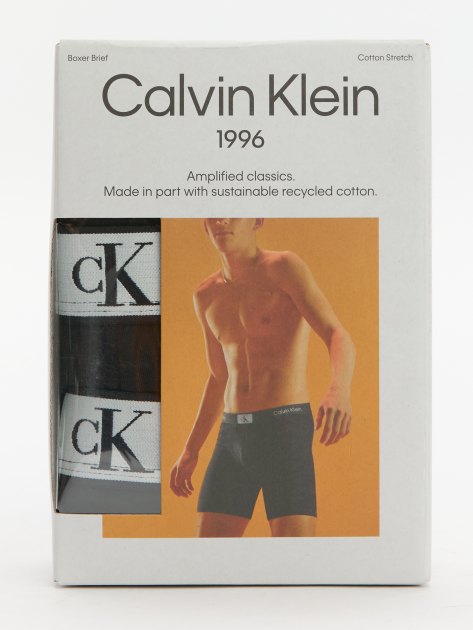 Boxer Brief
Cotton Stretch
Calvin Klein
1996
Amplified classics.
Made in part with sustainable recycled cotton.
CK
CK
Calvin Klein
CK